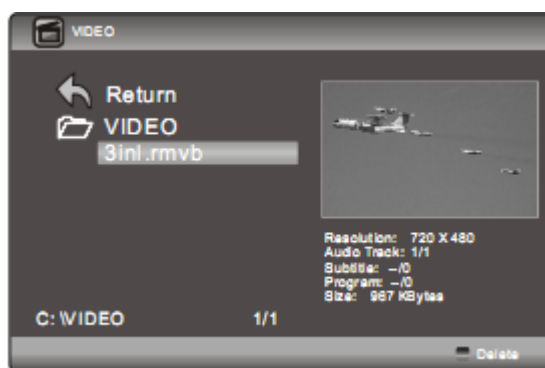 VIDEO
Return
VIDEO
3inl.rmvb
Resolution: 720 X 480
Audio Track: 1/1
Subtitle: –/0
Program: –/0
Size: 967 KBytes
C: \VIDEO 1/1
Delete